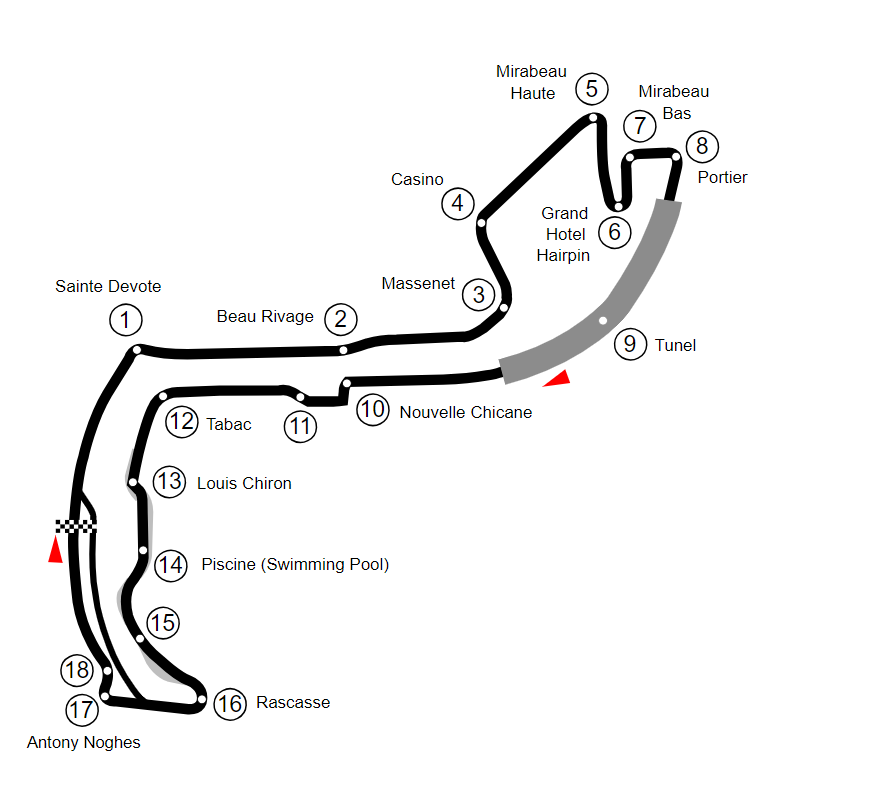 Mirabeau
Haute
5
Mirabeau
Bas
7
8
Portier
Casino
4
Grand
Hotel
Hairpin
6
Massenet
3
Sainte Devote
1
Beau Rivage
2
9
Tunel
10
Nouvelle Chicane
11
12
Tabac
13
Louis Chiron
14
Piscine (Swimming Pool)
15
18
17
Antony Noghes
16
Rascasse